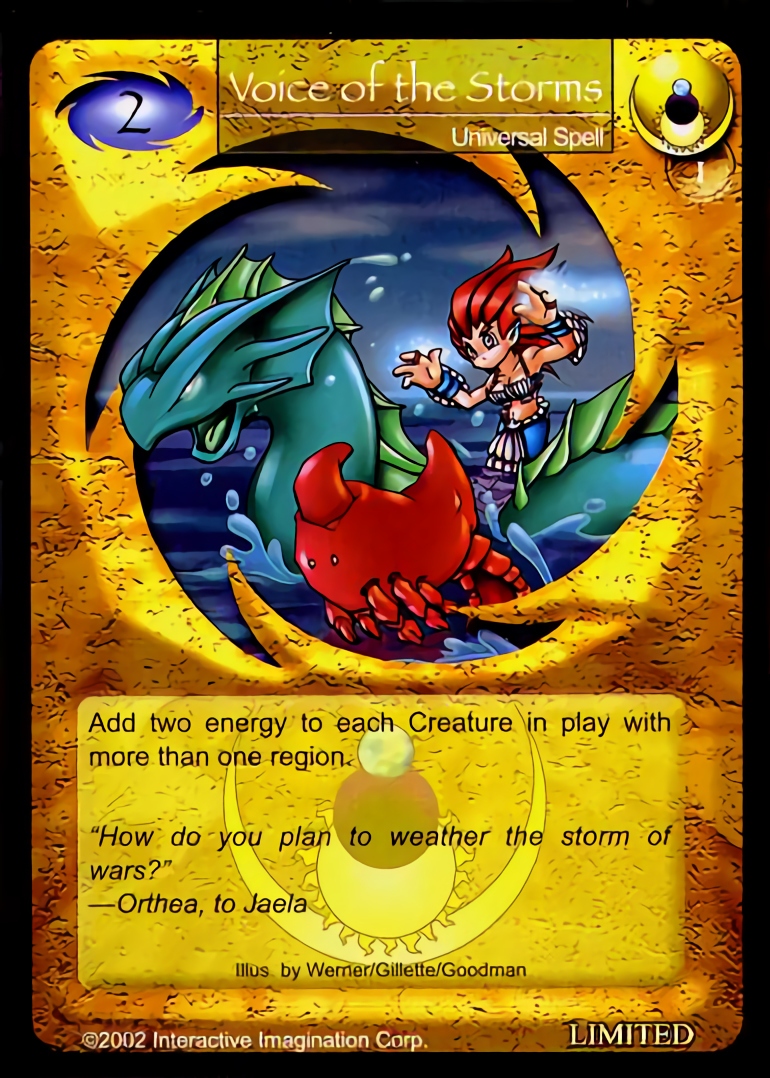 2
Voice of the Storms
Universal Spell
1
Add two energy to each Creature in play with
more than one region.
“How do you plan to weather the storm of
wars?”
—Orthea, to Jaela
Illus. by Werner/Gillette/Goodman
©2002 Interactive Imagination Corp.
LIMITED